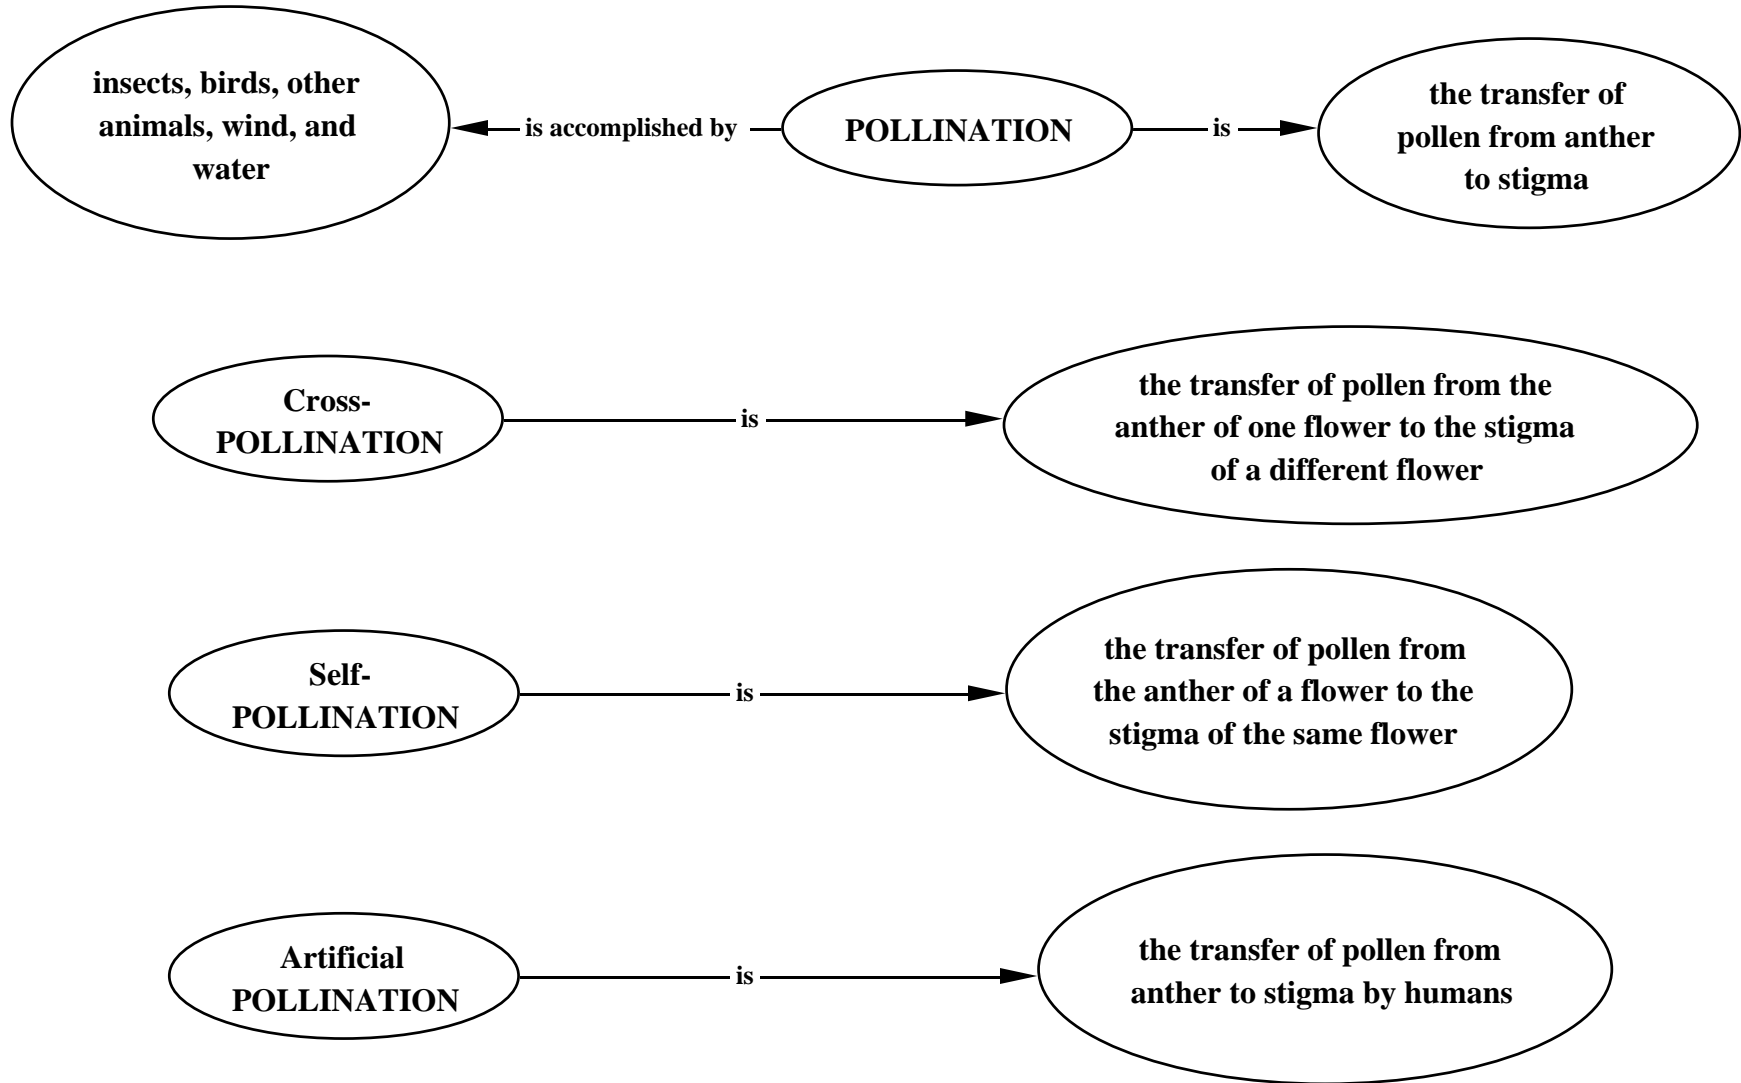 insects, birds, other
animals, wind, and
water
is accomplished by
POLLINATION
is
the transfer of
pollen from anther
to stigma
Cross-
POLLINATION
is
the transfer of pollen from the
anther of one flower to the stigma
of a different flower
Self-
POLLINATION
is
the transfer of pollen from
the anther of a flower to the
stigma of the same flower
Artificial
POLLINATION
is
the transfer of pollen from
anther to stigma by humans